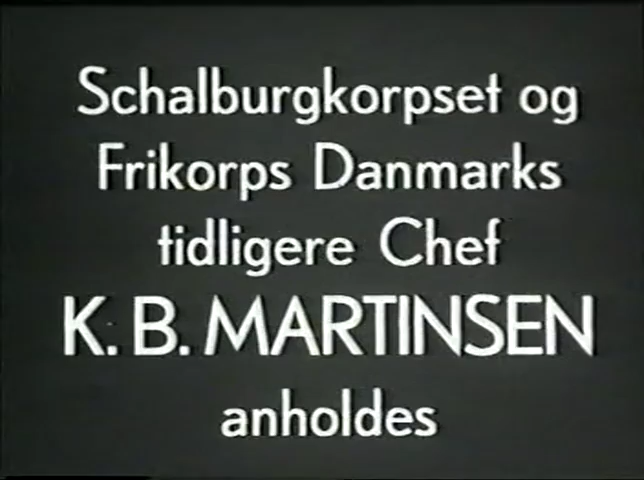 Schalburgkorpset og
Frikorps Danmarks
tidligere Chef
K. B. MARTINSEN
anholdes